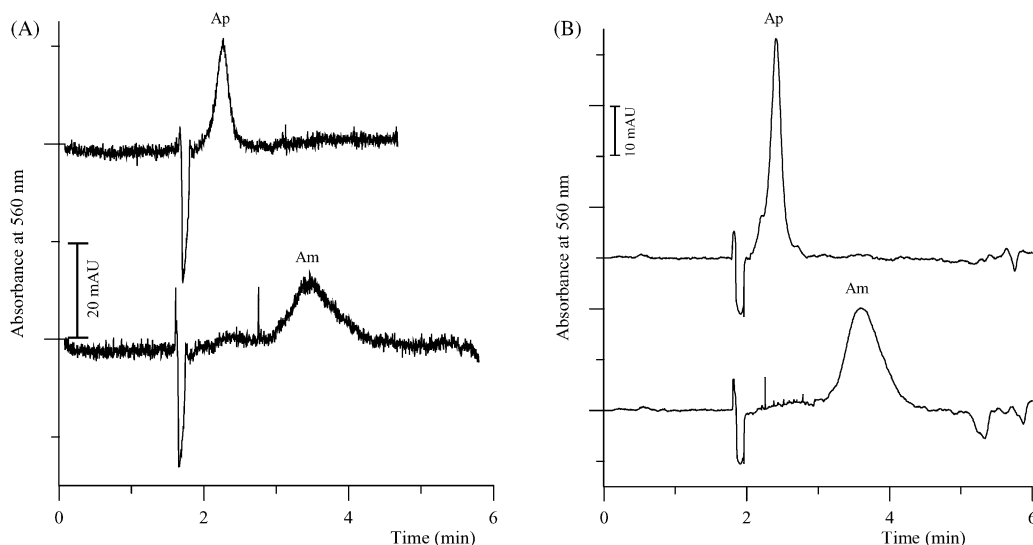 (A)
Ap
Am
Absorbance at 560 nm
20 mAU
0
2
4
6
Time (min)
(B)
Ap
Am
Absorbance at 560 nm
10 mAU
0
2
4
6
Time (min)